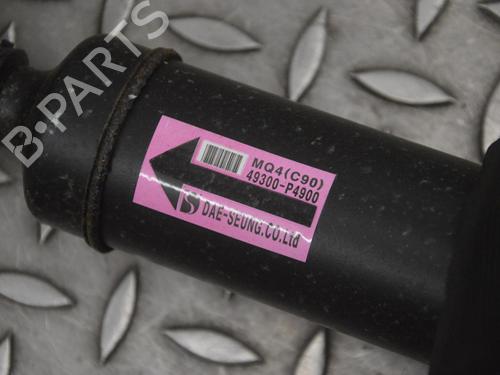 B-PARTS
MQ4(C90)
49300-P4900
DAE-SEUNG.CO.Ltd